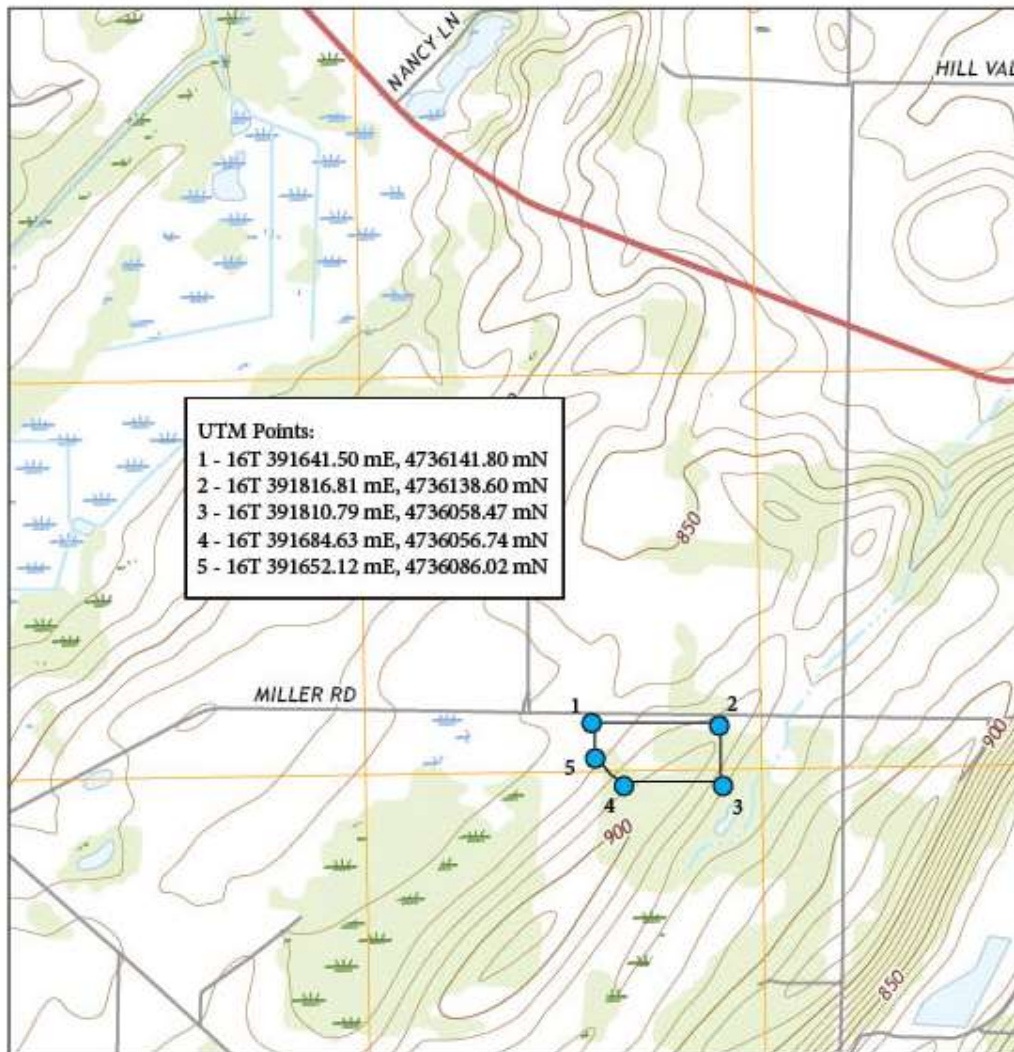 NANCY LN
HILL VAL
UTM Points:
1 - 16T 391641.50 mE, 4736141.80 mN
2 - 16T 391816.81 mE, 4736138.60 mN
3 - 16T 391810.79 mE, 4736058.47 mN
4 - 16T 391684.63 mE, 4736056.74 mN
5 - 16T 391652.12 mE, 4736086.02 mN
850
MILLER RD
1
2
900
5
4
3
900
850